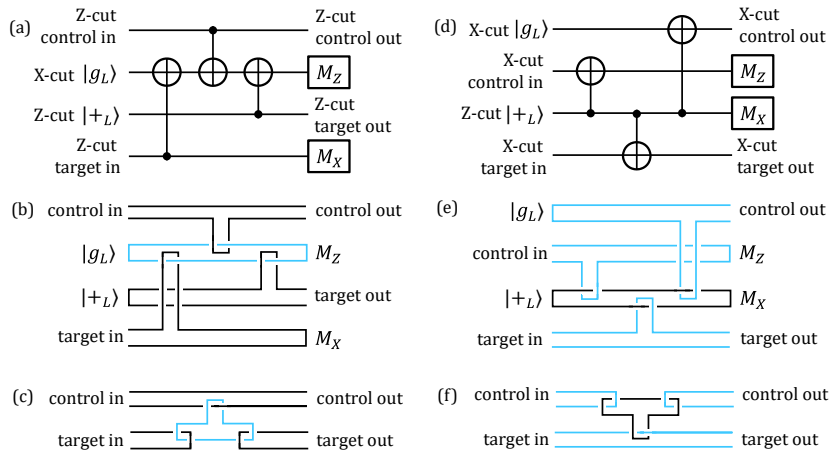 (a)
Z-cut
control in
Z-cut
control out
X-cut |g_L⟩
M_Z
Z-cut |+_L⟩
Z-cut
target out
Z-cut
target in
M_X
(b)
control in
control out
|g_L⟩
M_Z
|+_L⟩
target out
target in
M_X
(c)
control in
control out
target in
target out
(d)
X-cut |g_L⟩
X-cut
control out
X-cut
control in
M_Z
Z-cut |+_L⟩
M_X
X-cut
target in
X-cut
target out
(e)
|g_L⟩
control out
control in
M_Z
|+_L⟩
M_X
target in
target out
(f)
control in
control out
target in
target out